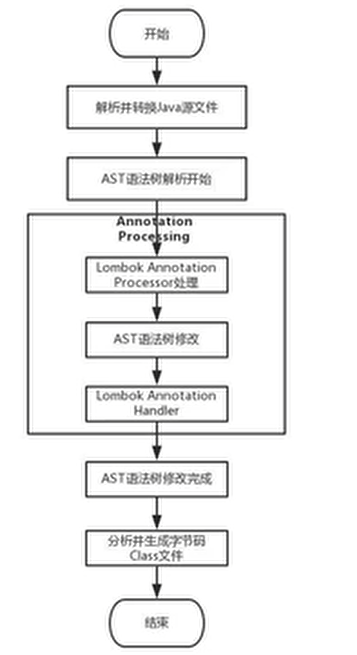 开始
解析并转换Java源文件
AST语法树解析开始
Annotation
Processing
Lombok Annotation
Processor处理
AST语法树修改
Lombok Annotation
Handler
AST语法树修改完成
分析并生成字节码
Class文件
结束